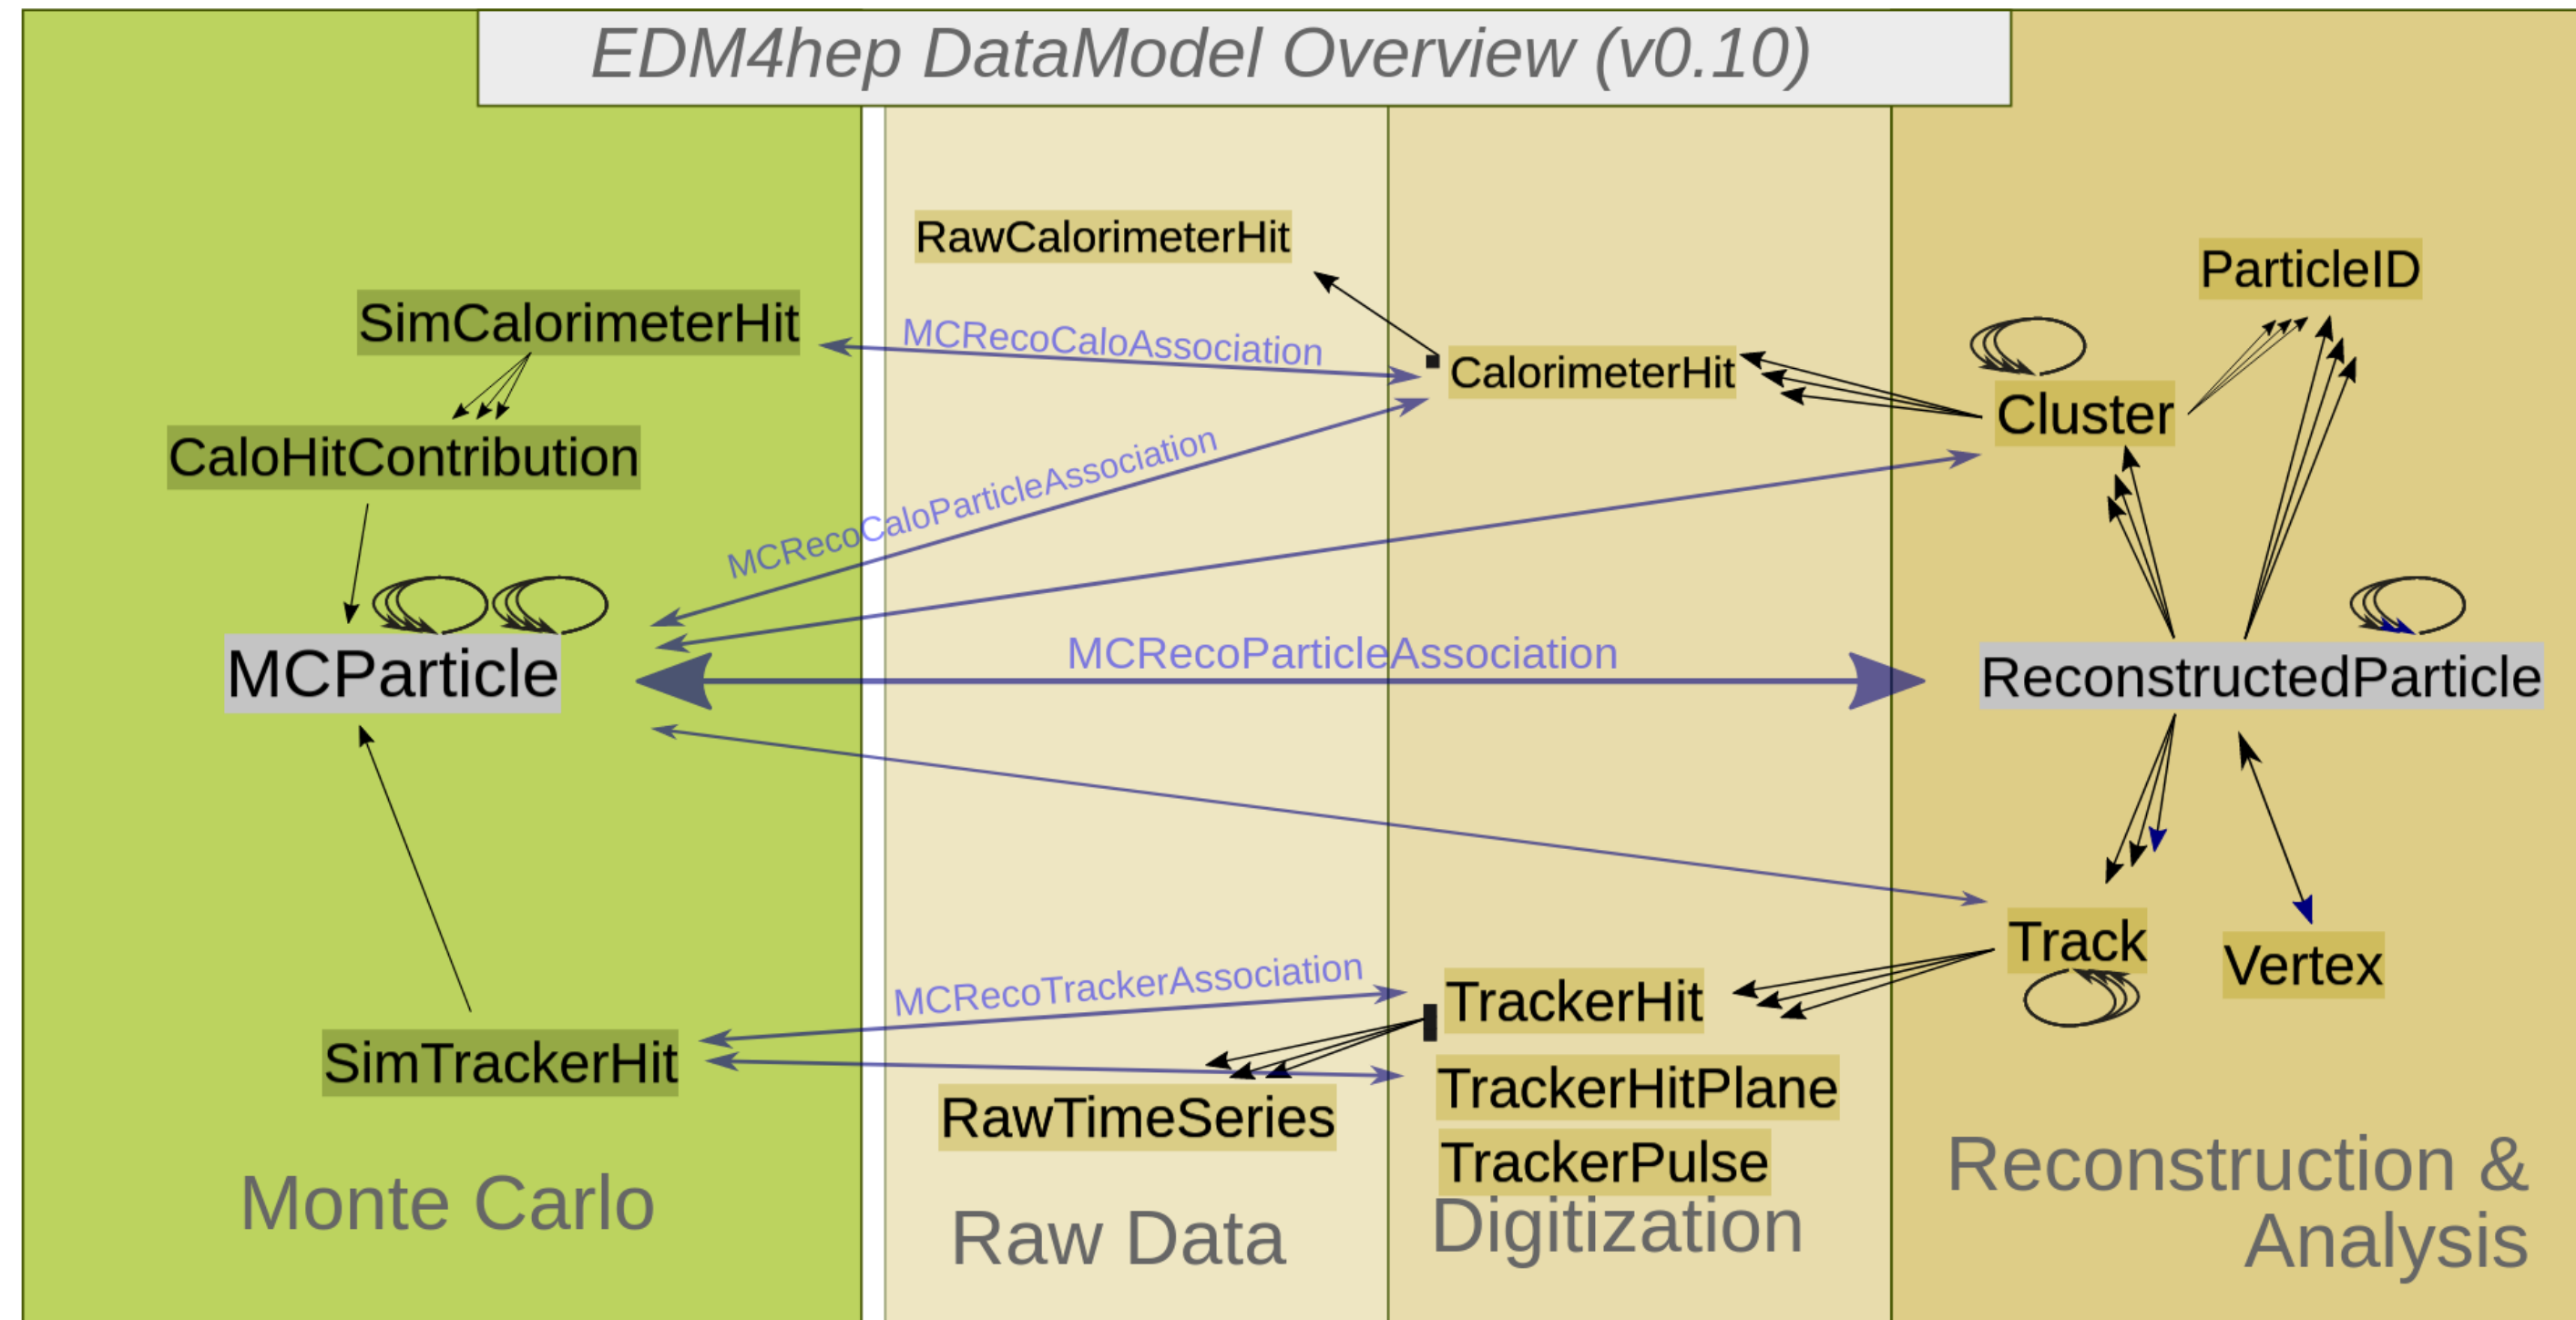 EDM4hep DataModel Overview (v0.10)
RawCalorimeterHit
ParticleID
SimCalorimeterHit
MCRecoCaloAssociation
CalorimeterHit
Cluster
CaloHitContribution
MCRecoCaloParticleAssociation
MCParticle
MCRecoParticleAssociation
ReconstructedParticle
Track
Vertex
MCRecoTrackerAssociation
TrackerHit
SimTrackerHit
TrackerHitPlane
RawTimeSeries
TrackerPulse
Monte Carlo
Raw Data
Digitization
Reconstruction &
Analysis